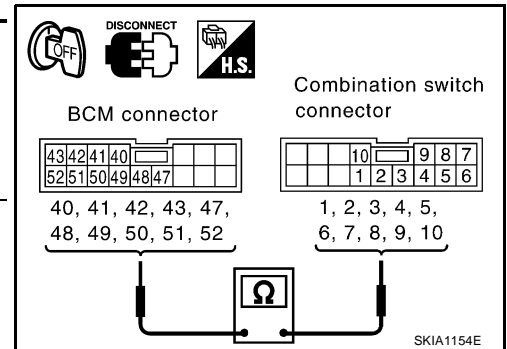 DISCONNECT
OFF
H.S.
Combination switch
connector
BCM connector
43 42 41 40
52 51 50 49 48 47
10 9 8 7
1 2 3 4 5 6
40, 41, 42, 43, 47,
48, 49, 50, 51, 52
1, 2, 3, 4, 5,
6, 7, 8, 9, 10
Ω
SKIA1154E